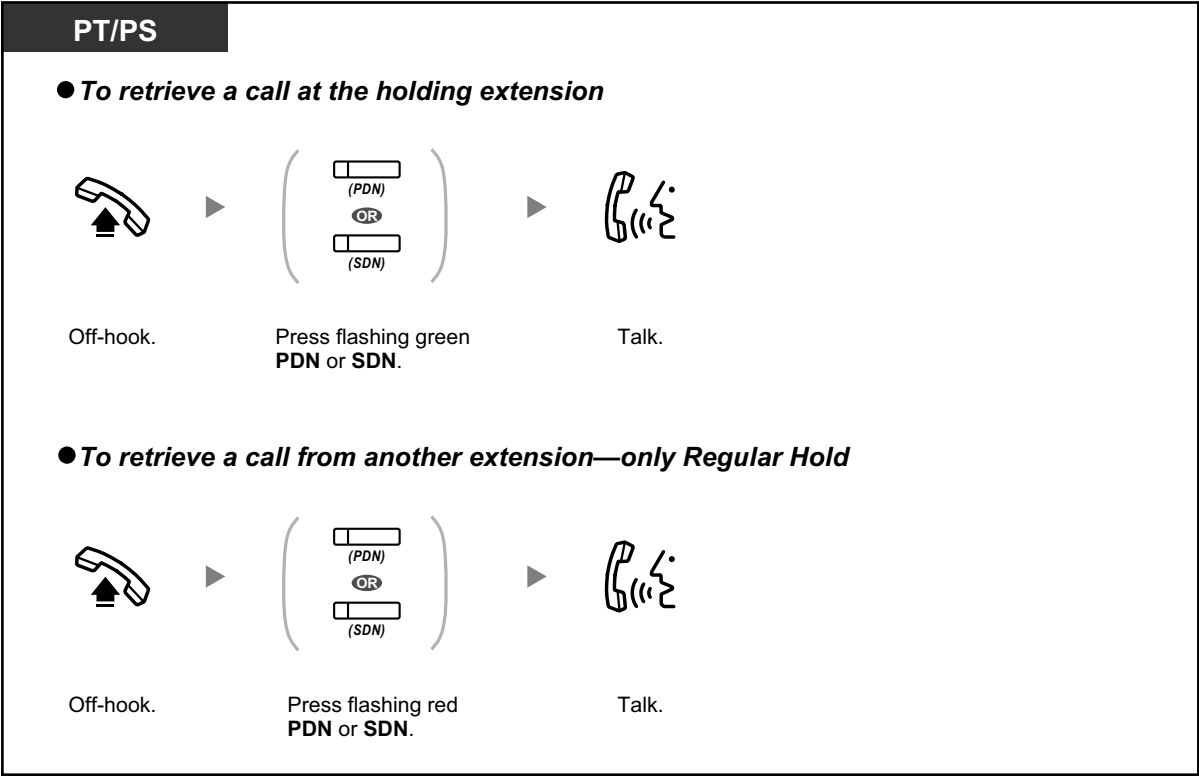 PT/PS
● To retrieve a call at the holding extension
(PDN)
OR
(SDN)
Off-hook.
Press flashing green
PDN or SDN.
Talk.
● To retrieve a call from another extension—only Regular Hold
(PDN)
OR
(SDN)
Off-hook.
Press flashing red
PDN or SDN.
Talk.